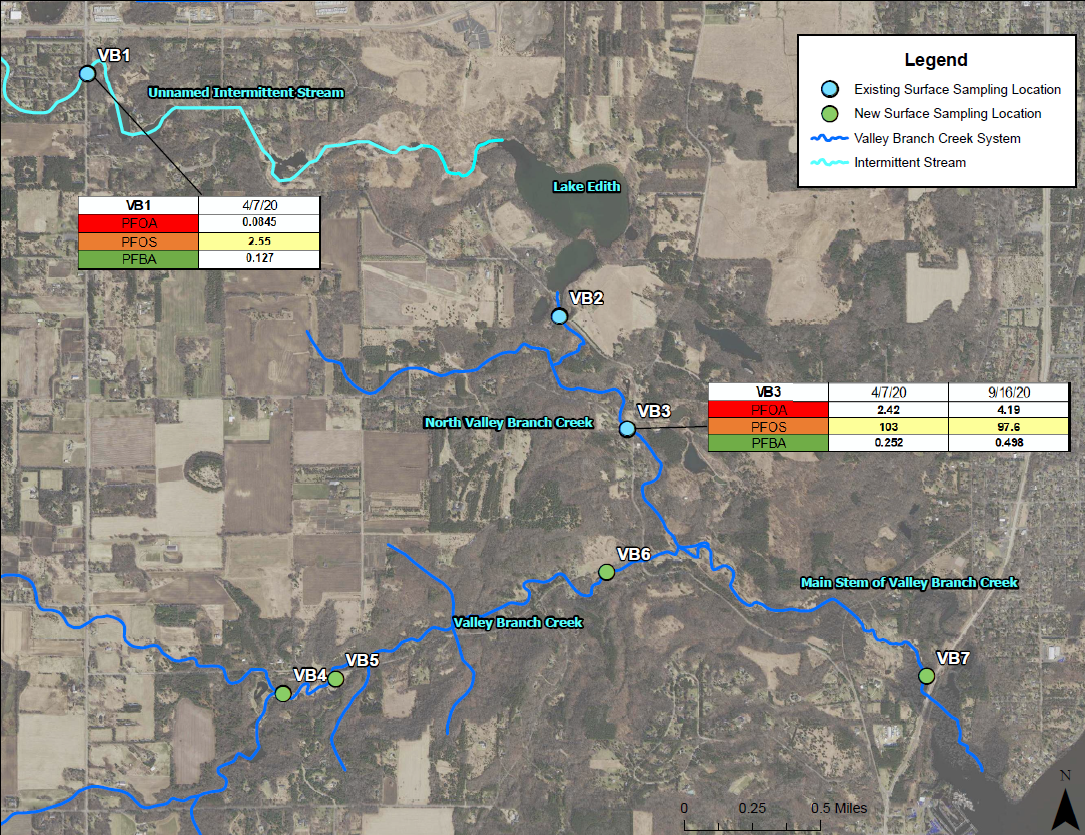 VB1
Unnamed Intermittent Stream
Legend
Existing Surface Sampling Location
New Surface Sampling Location
Valley Branch Creek System
Intermittent Stream
Lake Edith
VB1 4/7/20
PFOA 0.0845
PFOS 2.55
PFBA 0.127
VB2
VB3
North Valley Branch Creek
VB3 4/7/20 9/16/20
PFOA 2.42 4.19
PFOS 103 97.6
PFBA 0.252 0.498
VB6
Main Stem of Valley Branch Creek
Valley Branch Creek
VB5
VB4
VB7
N
0 0.25 0.5 Miles